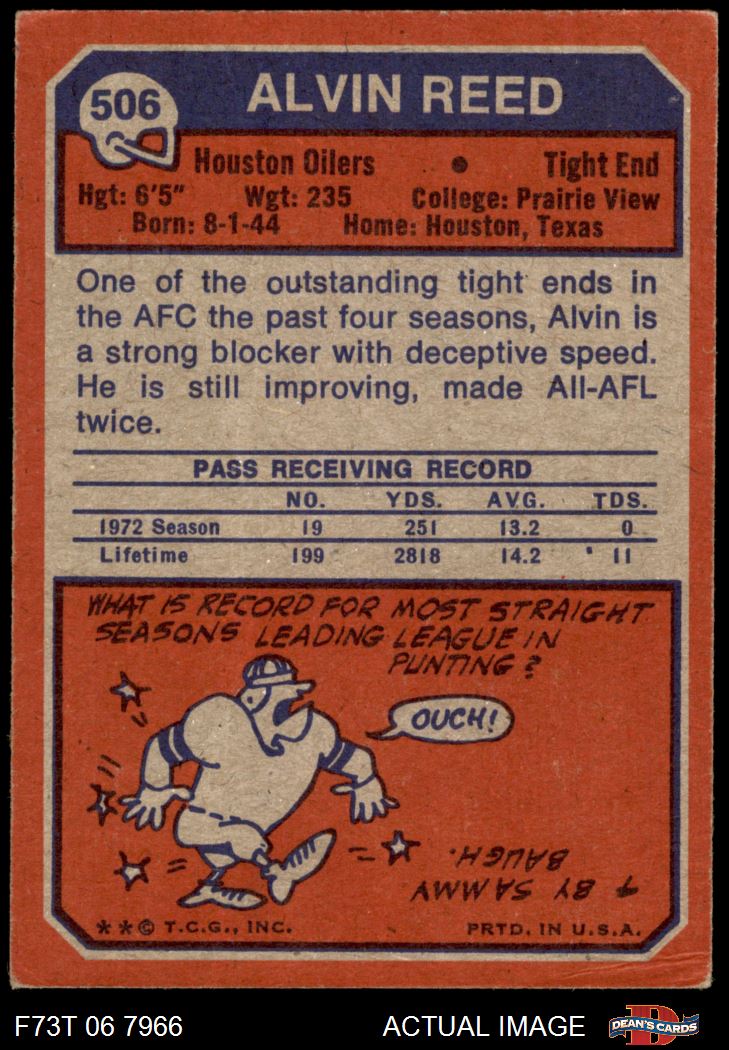 506
ALVIN REED
Houston Oilers • Tight End
Hgt: 6'5" Wgt: 235 College: Prairie View
Born: 8-1-44 Home: Houston, Texas
One of the outstanding tight ends in
the AFC the past four seasons, Alvin is
a strong blocker with deceptive speed.
He is still improving, made All-AFL
twice.
PASS RECEIVING RECORD
NO. YDS. AVG. TDS.
1972 Season 19 251 13.2 0
Lifetime 199 2818 14.2 11
WHAT IS RECORD FOR MOST STRAIGHT
SEASONS LEADING LEAGUE IN
PUNTING?
OUCH!
4 BY SAMMY
BAUGH.
**© T.C.G., INC. PRTD. IN U.S.A.
F73T 06 7966 ACTUAL IMAGE
D
DEAN'S CARDS